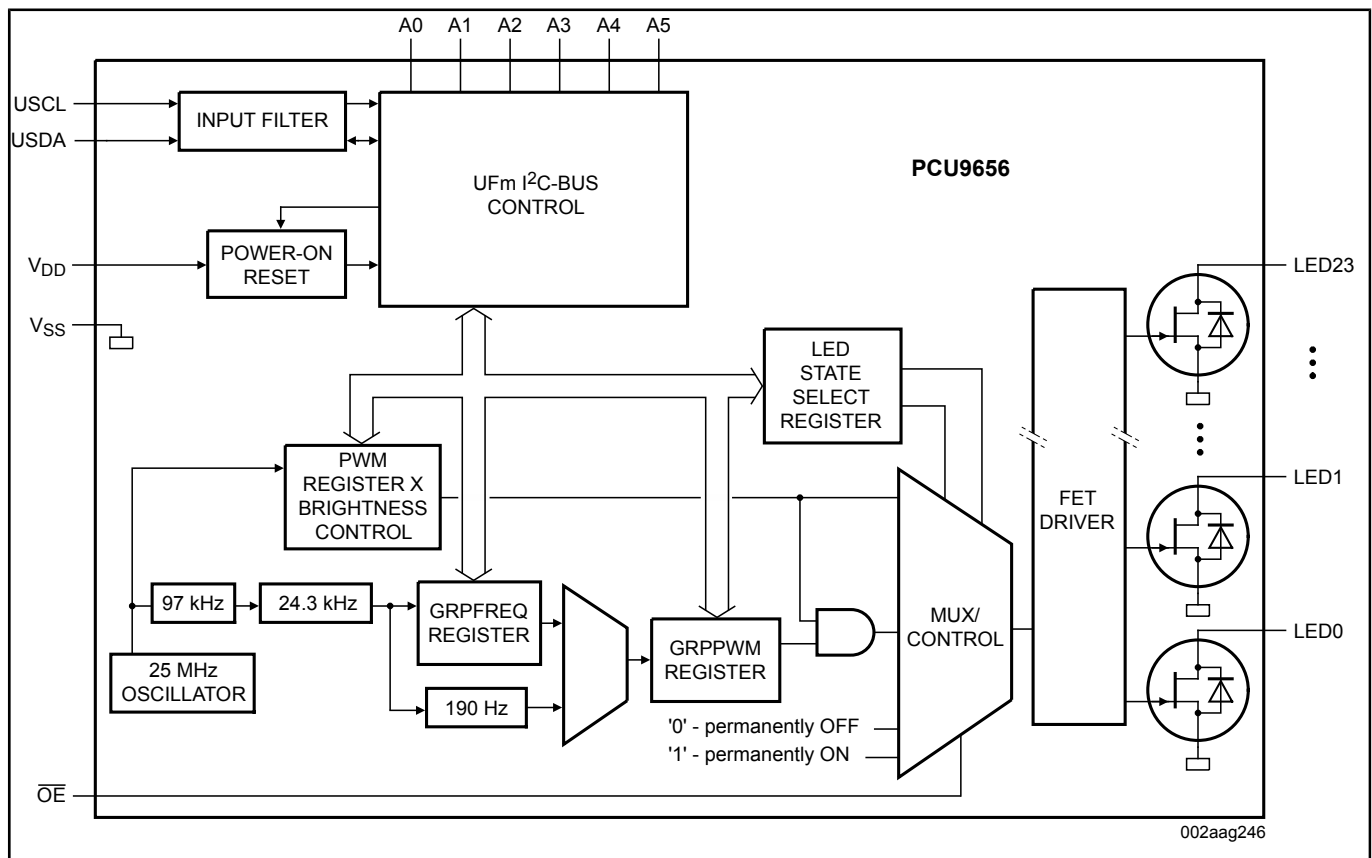 A0 A1 A2 A3 A4 A5
USCL
USDA
INPUT FILTER
UFm I²C-BUS
CONTROL
PCU9656
VDD
POWER-ON
RESET
VSS
LED
STATE
SELECT
REGISTER
LED23
PWM
REGISTER X
BRIGHTNESS
CONTROL
FET
DRIVER
LED1
97 kHz
24.3 kHz
GRPFREQ
REGISTER
GRPPWM
REGISTER
MUX/
CONTROL
LED0
25 MHz
OSCILLATOR
190 Hz
'0' - permanently OFF
'1' - permanently ON
OE
002aag246